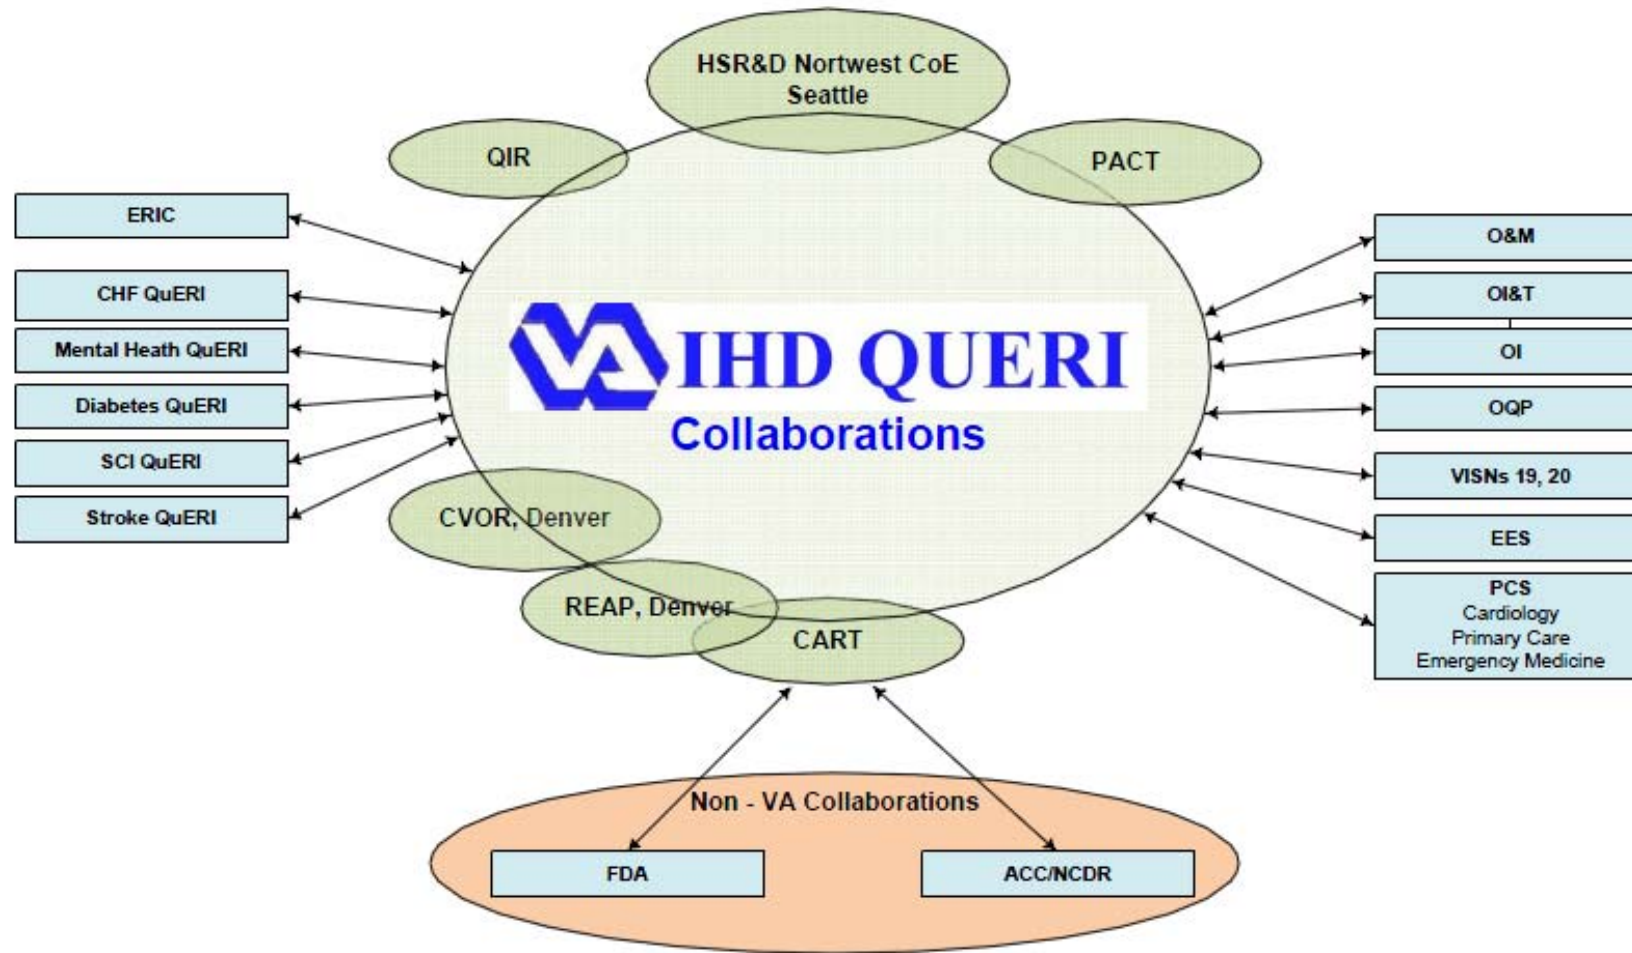 HSR&D Nortwest CoE
Seattle
QIR
PACT
ERIC
CHF QuERI
Mental Heath QuERI
Diabetes QuERI
SCI QuERI
Stroke QuERI
VA IHD QUERI
Collaborations
O&M
OI&T
OI
OQP
VISNs 19, 20
EES
PCS
Cardiology
Primary Care
Emergency Medicine
CVOR, Denver
REAP, Denver
CART
Non - VA Collaborations
FDA
ACC/NCDR